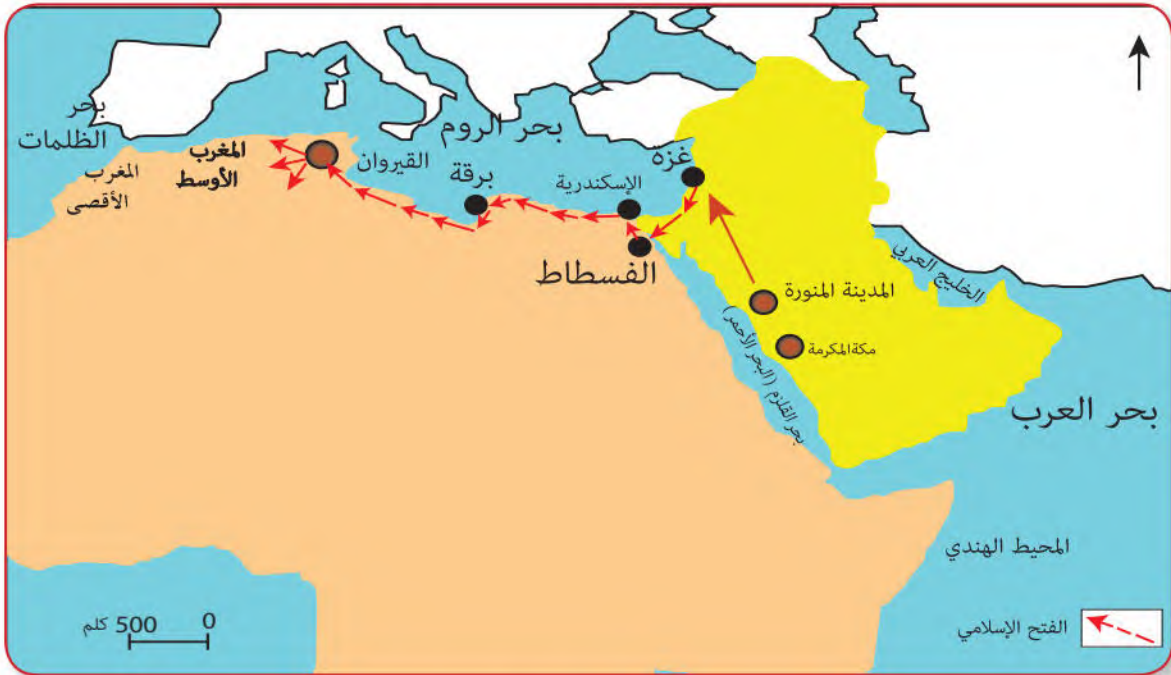 بحر
الظلمات
المغرب
الأقصى
المغرب
الأوسط
القيروان
بحر الروم
برقة
الإسكندرية
غزه
الفسطاط
المدينة المنورة
مكة المكرمة
بحر القلزم (البحر الأحمر)
الخليج العربي
بحر العرب
المحيط الهندي
0 500 كلم
الفتح الإسلامي